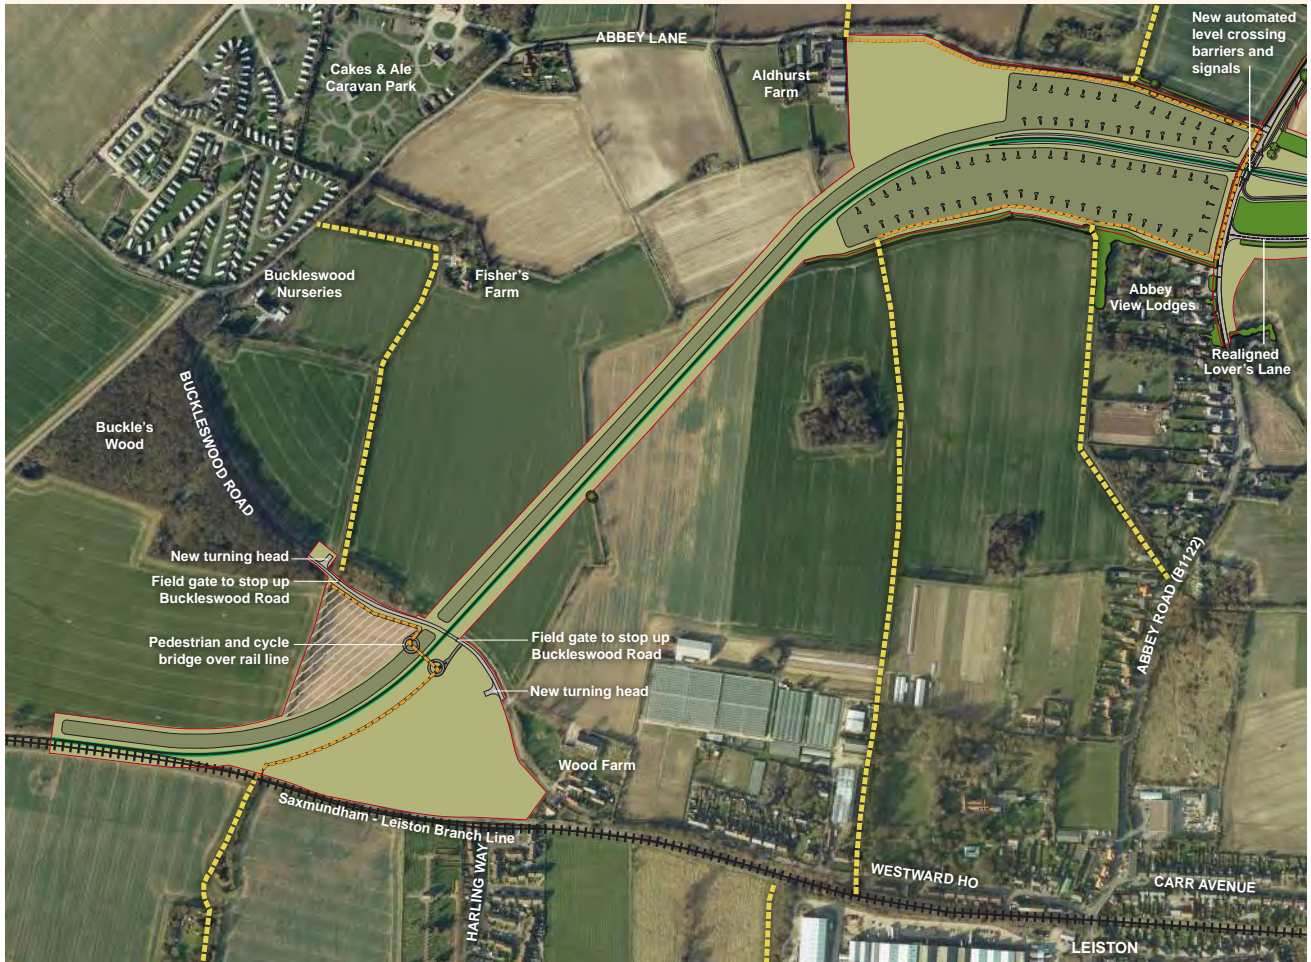 New automated
level crossing
barriers and
signals
ABBEY LANE
Cakes & Ale
Caravan Park
Aldhurst
Farm
Buckleswood
Nurseries
Fisher's
Farm
Abbey
View Lodges
Realigned
Lover's Lane
BUCKLESWOOD ROAD
Buckle's
Wood
New turning head
Field gate to stop up
Buckleswood Road
Pedestrian and cycle
bridge over rail line
Field gate to stop up
Buckleswood Road
New turning head
ABBEY ROAD (B1122)
Wood Farm
Saxmundham - Leiston Branch Line
HARLING WAY
WESTWARD HO
CARR AVENUE
LEISTON